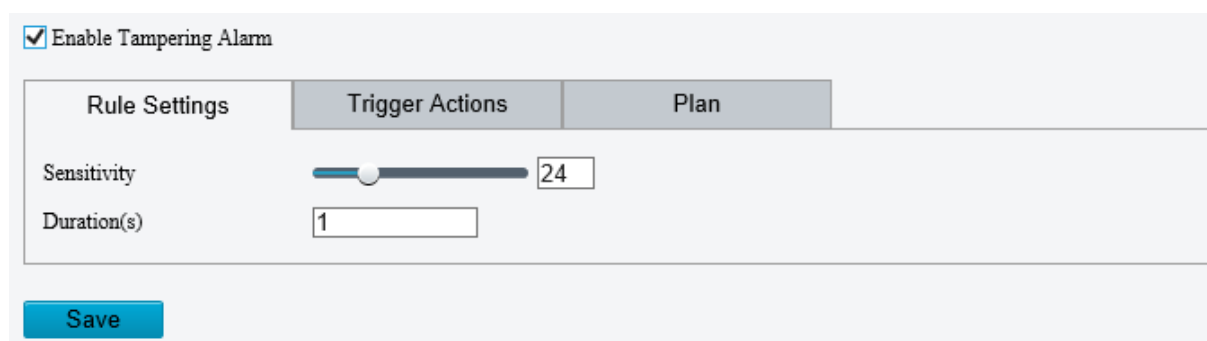 Enable Tampering Alarm
Rule Settings Trigger Actions Plan
Sensitivity 24
Duration(s) 1
Save